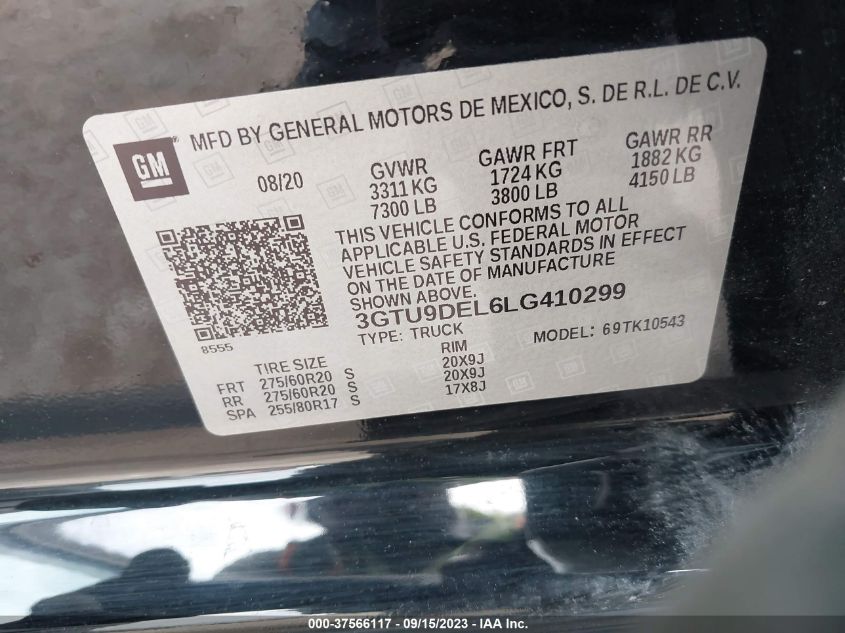 MFD BY GENERAL MOTORS DE MEXICO, S. DE R.L. DE C.V.
GM
08/20
GVWR GAWR FRT GAWR RR
3311 KG 1724 KG 1882 KG
7300 LB 3800 LB 4150 LB
THIS VEHICLE CONFORMS TO ALL
APPLICABLE U.S. FEDERAL MOTOR
VEHICLE SAFETY STANDARDS IN EFFECT
ON THE DATE OF MANUFACTURE
SHOWN ABOVE.
3GTU9DEL6LG410299
TYPE: TRUCK MODEL: 69TK10543
8555
TIRE SIZE RIM
FRT 275/60R20 S 20X9J
RR 275/60R20 S 20X9J
SPA 255/80R17 S 17X8J
000-37566117 - 09/15/2023 - IAA Inc.